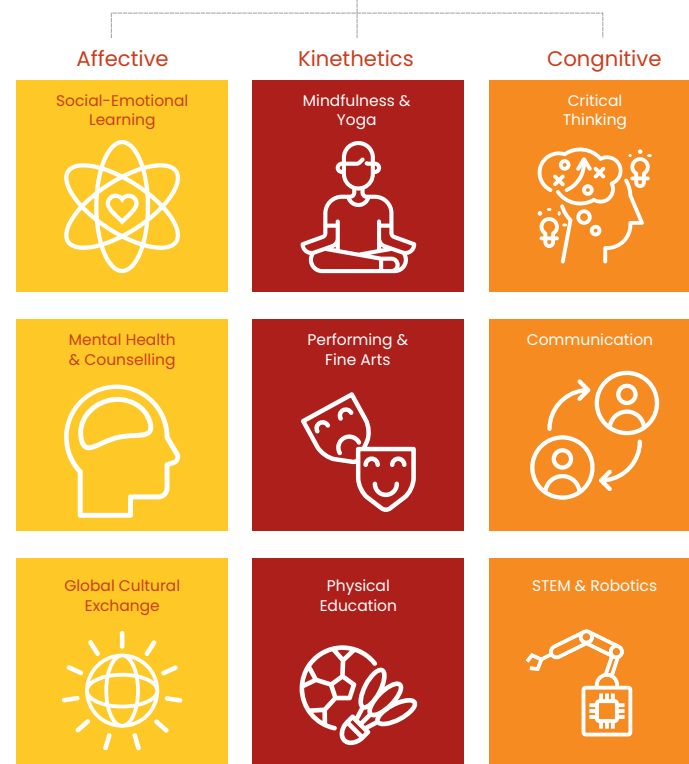 Affective
Kinethetics
Congnitive
Social-Emotional
Learning
Mindfulness &
Yoga
Critical
Thinking
Mental Health
& Counselling
Performing &
Fine Arts
Communication
Global Cultural
Exchange
Physical
Education
STEM & Robotics